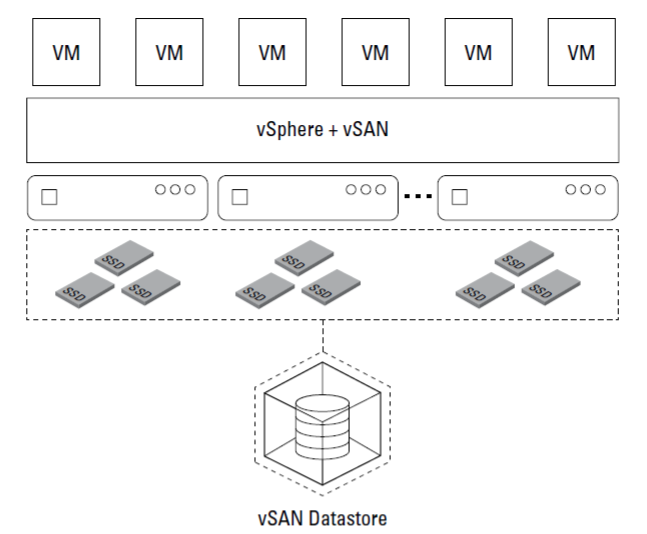 VM VM VM VM VM VM
vSphere + vSAN
SSD SSD SSD
SSD SSD SSD SSD SSD SSD
vSAN Datastore